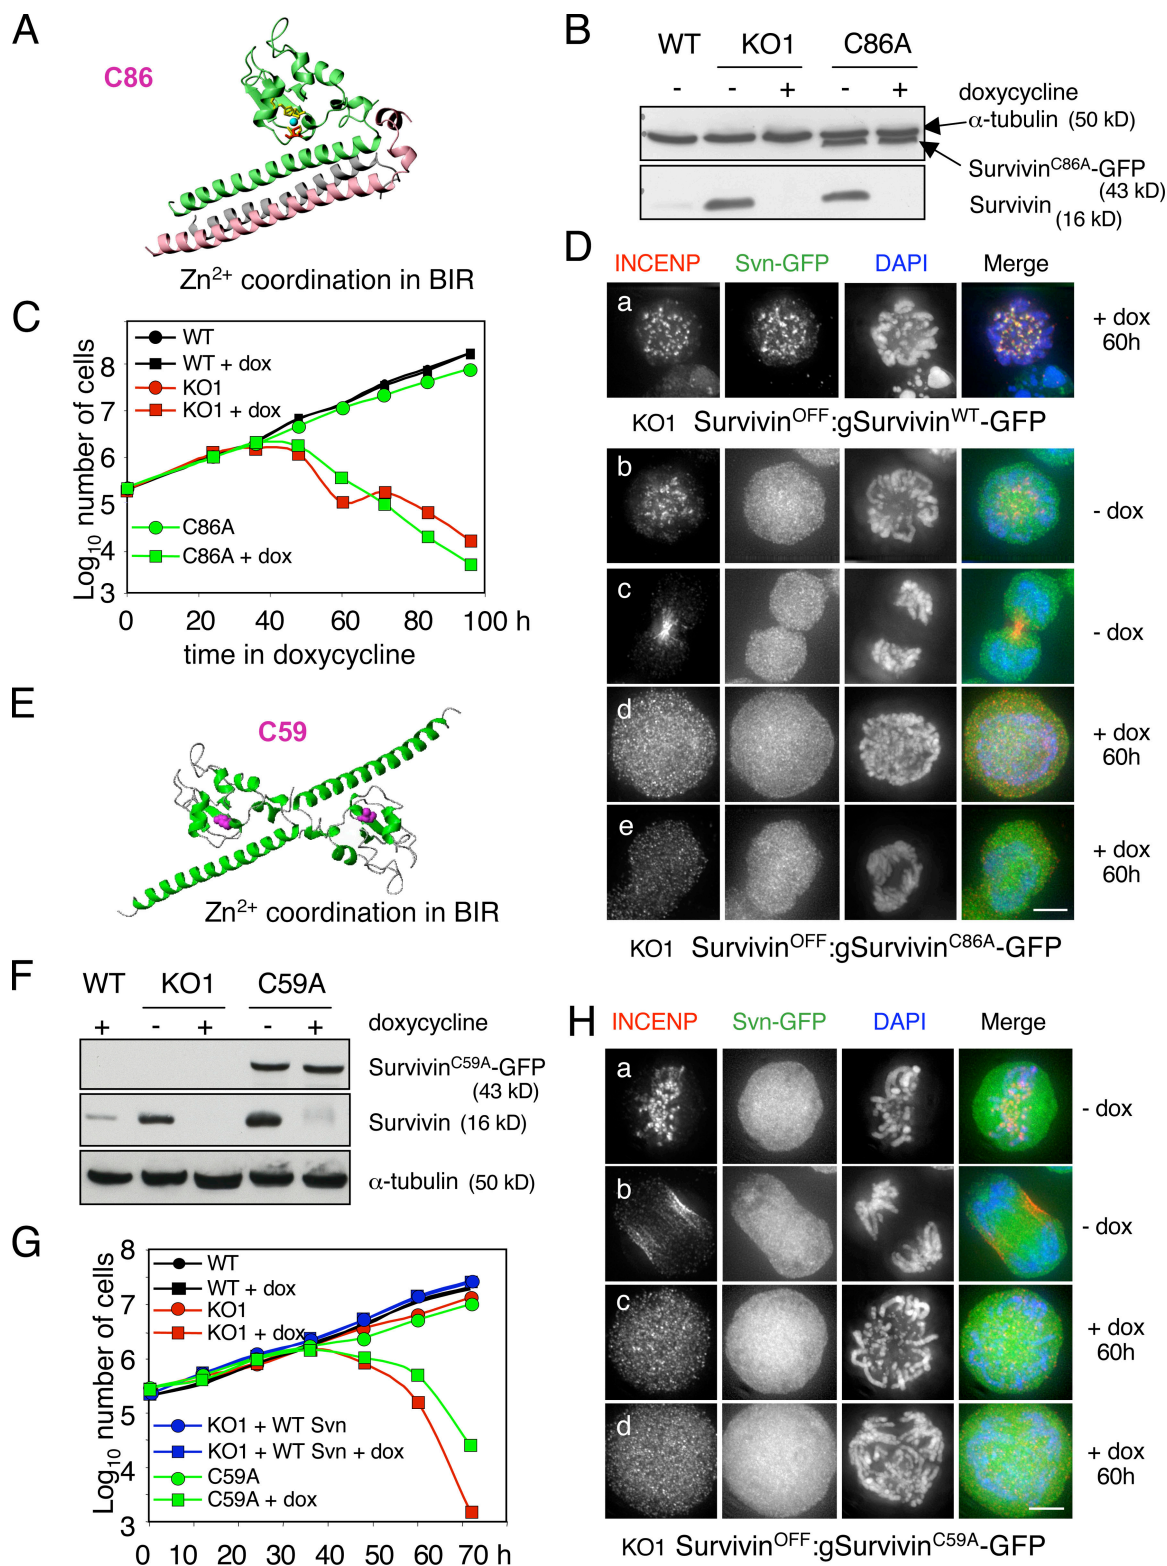 A
C86
Zn2+ coordination in BIR
B
WT KO1 C86A
- - + - + doxycycline
α-tubulin (50 kD)
SurvivinC86A-GFP
(43 kD)
Survivin (16 kD)
C
Log10 number of cells
8
7
6
5
4
3
WT
WT + dox
KO1
KO1 + dox
C86A
C86A + dox
0 20 40 60 80 100 h
time in doxycycline
D
INCENP Svn-GFP DAPI Merge
a
+ dox
60h
KO1 SurvivinOFF:gSurvivinWT-GFP
b
- dox
c
- dox
d
+ dox
60h
e
+ dox
60h
KO1 SurvivinOFF:gSurvivinC86A-GFP
E
C59
Zn2+ coordination in BIR
F
WT KO1 C59A
+ - + - + doxycycline
SurvivinC59A-GFP
(43 kD)
Survivin (16 kD)
α-tubulin (50 kD)
G
Log10 number of cells
8
7
6
5
4
3
WT
WT + dox
KO1
KO1 + dox
KO1 + WT Svn
KO1 + WT Svn + dox
C59A
C59A + dox
0 10 20 30 40 50 60 70 h
H
INCENP Svn-GFP DAPI Merge
a
- dox
b
- dox
c
+ dox
60h
d
+ dox
60h
KO1 SurvivinOFF:gSurvivinC59A-GFP